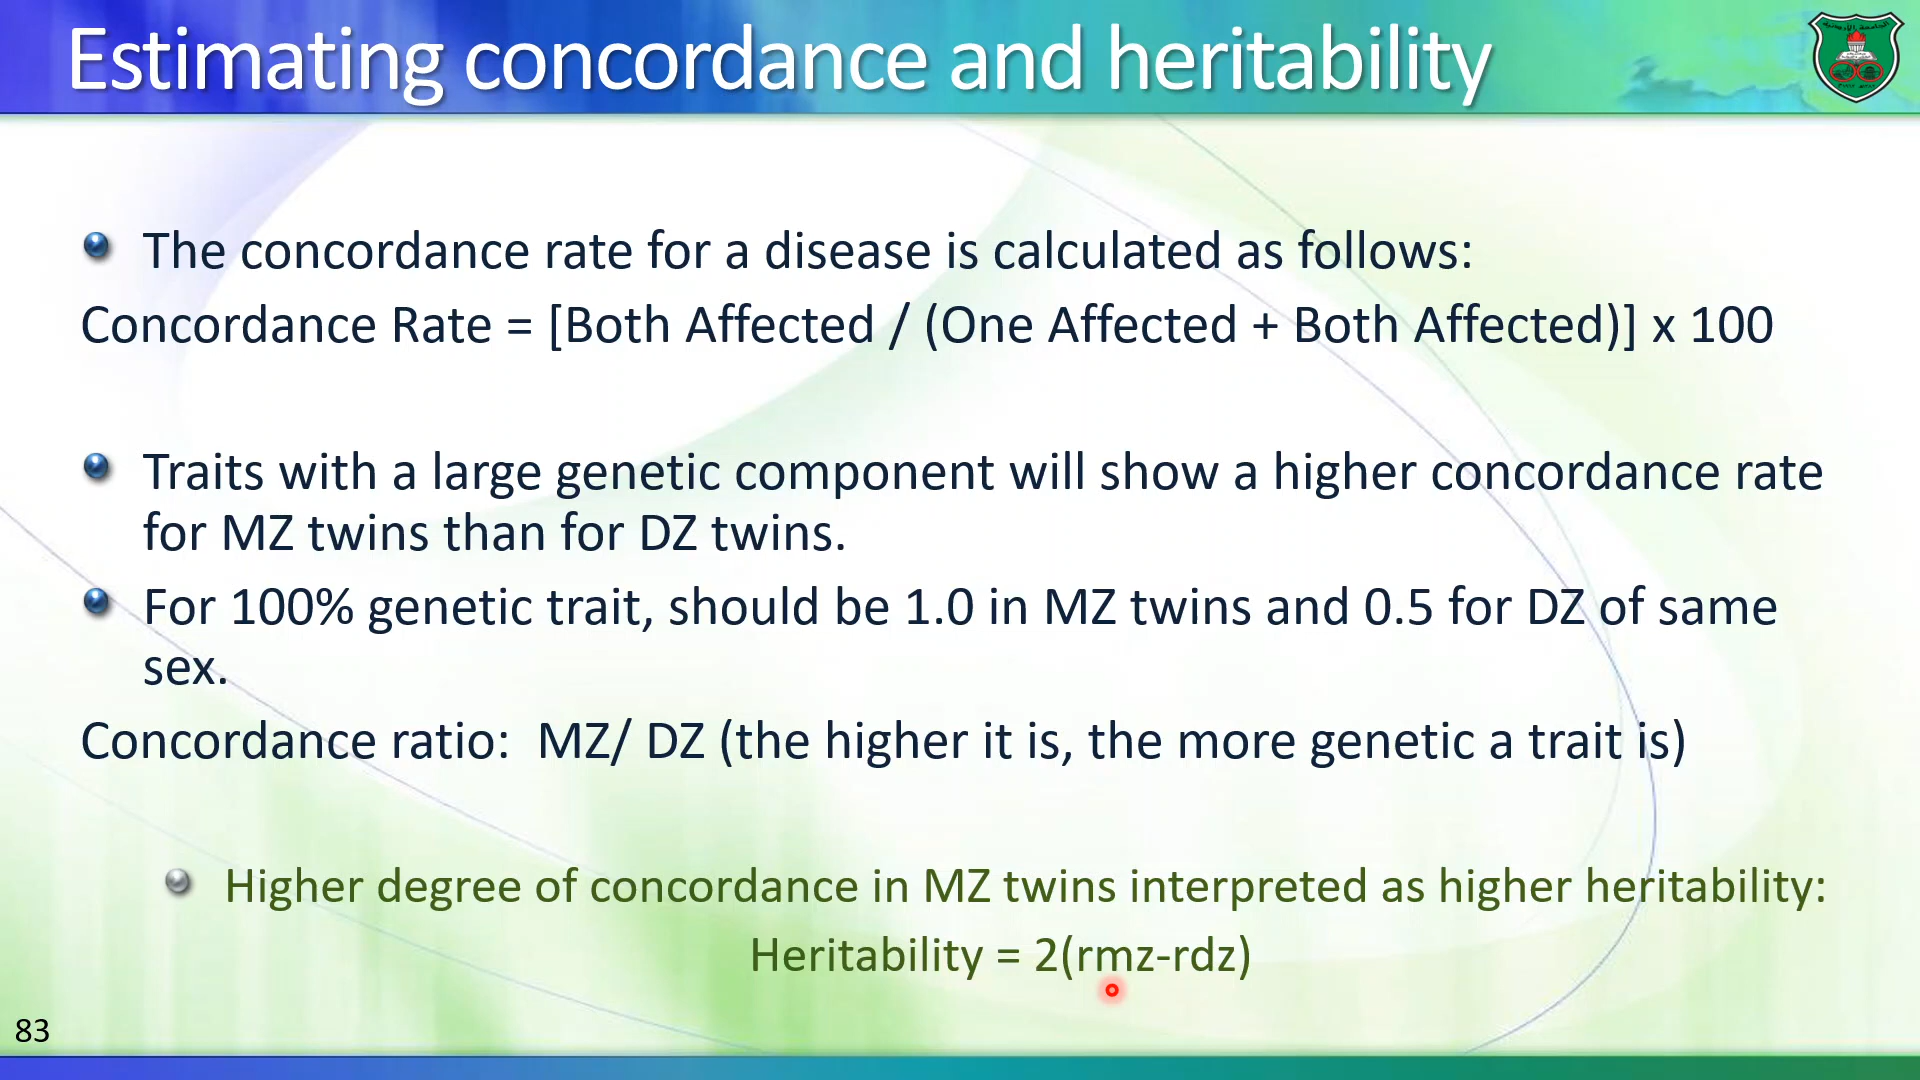 Estimating concordance and heritability
The concordance rate for a disease is calculated as follows:
Concordance Rate = [Both Affected / (One Affected + Both Affected)] x 100
Traits with a large genetic component will show a higher concordance rate
for MZ twins than for DZ twins.
For 100% genetic trait, should be 1.0 in MZ twins and 0.5 for DZ of same
sex.
Concordance ratio: MZ/ DZ (the higher it is, the more genetic a trait is)
Higher degree of concordance in MZ twins interpreted as higher heritability:
Heritability = 2(rmz-rdz)
83